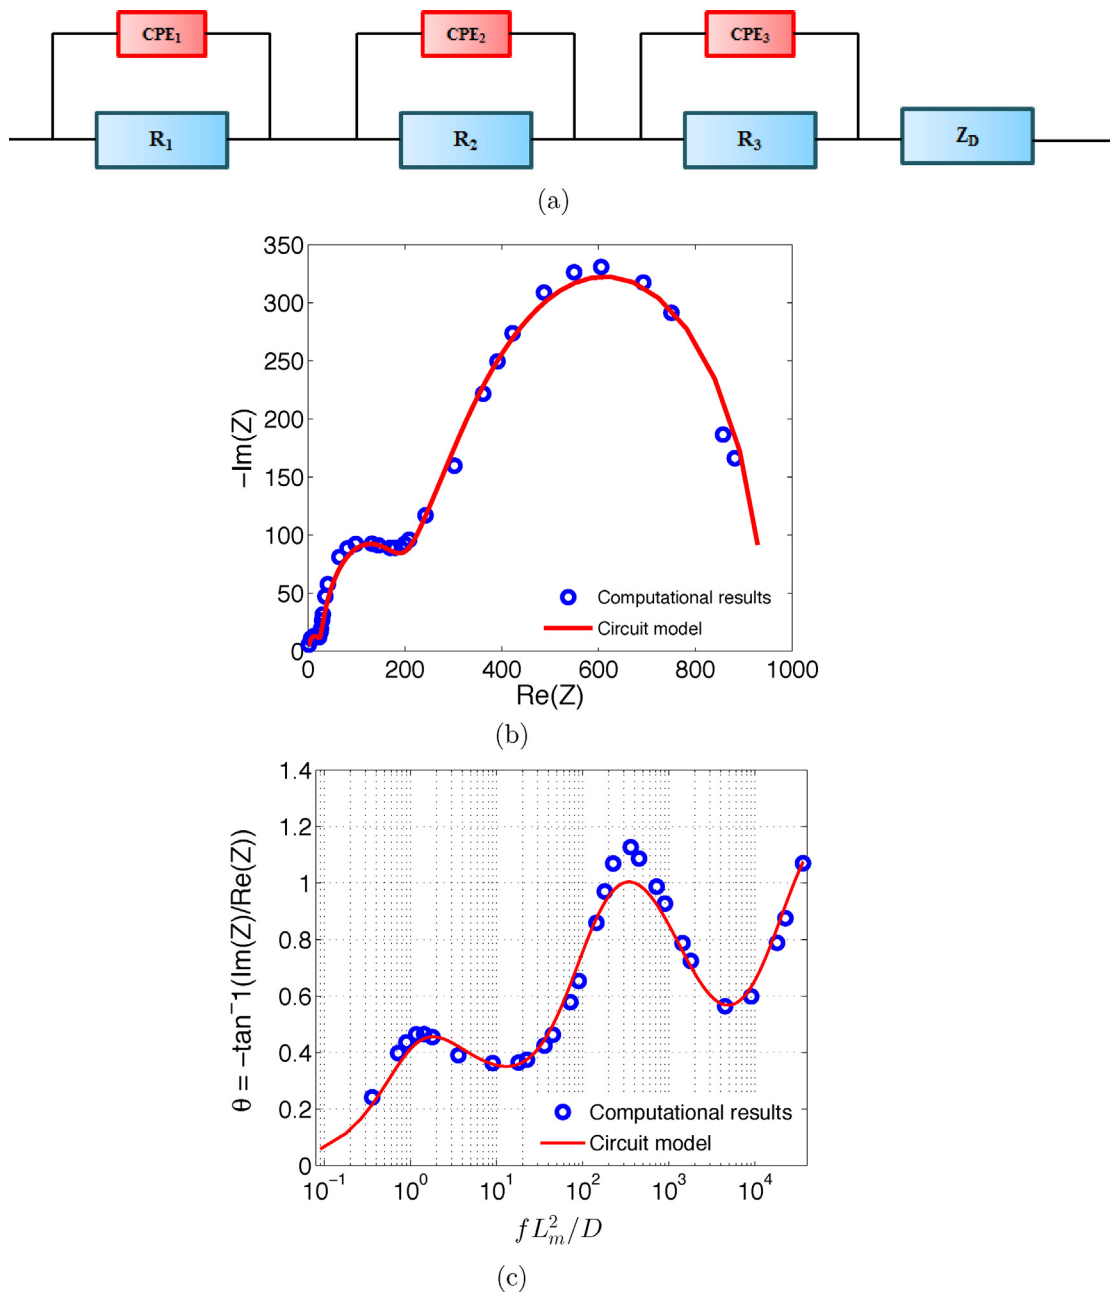 CPE₁ CPE₂ CPE₃
R₁ R₂ R₃ Z_D
(a)
350
300
250
200
150
100
50
0
−Im(Z)
Computational results
Circuit model
0 200 400 600 800 1000
Re(Z)
(b)
1.4
1.2
1
0.8
0.6
0.4
0.2
0
θ = −tan⁻1(Im(Z)/Re(Z))
Computational results
Circuit model
10⁻¹ 10⁰ 10¹ 10² 10³ 10⁴
fL²ₘ/D
(c)